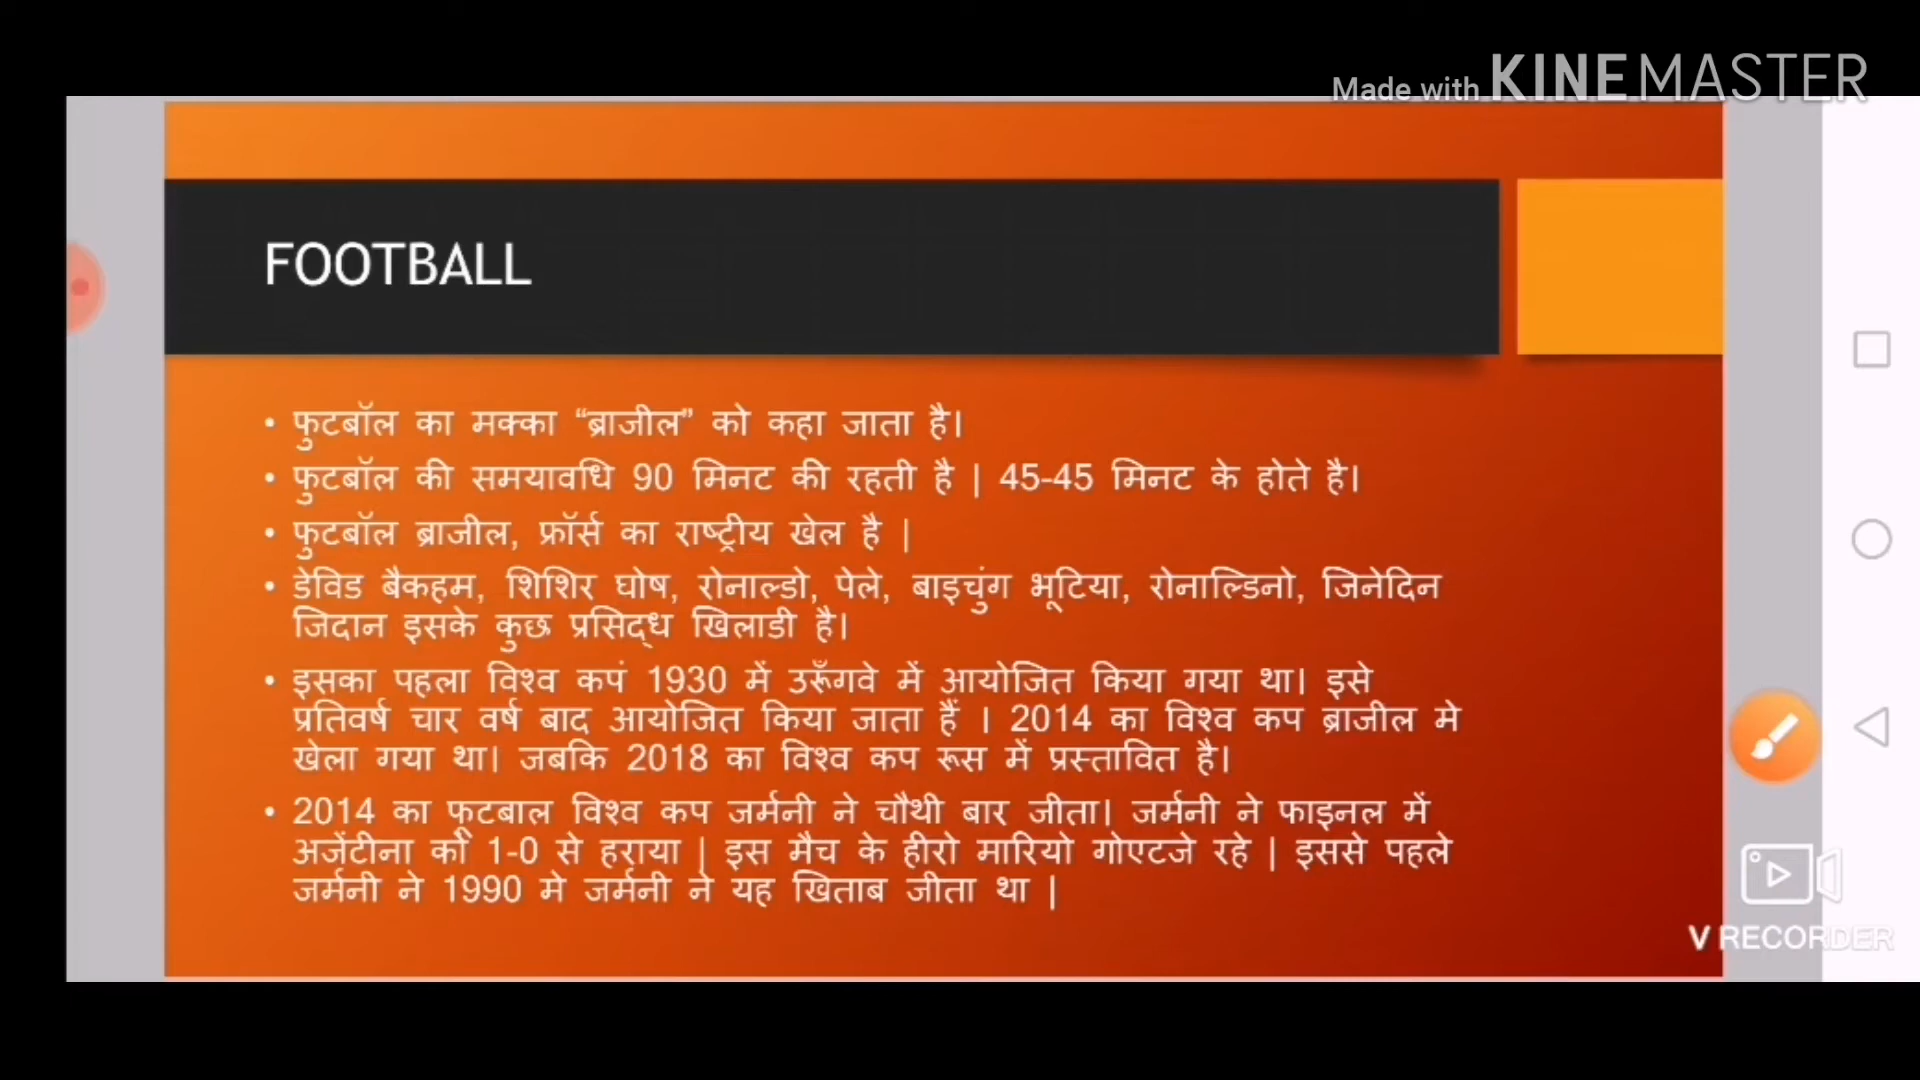 Made with KINEMASTER
FOOTBALL
• फुटबॉल का मक्का “ब्राजील” को कहा जाता है।
• फुटबॉल की समयावधि 90 मिनट की रहती है | 45-45 मिनट के होते है।
• फुटबॉल ब्राजील, फ्रॉर्स का राष्ट्रीय खेल है |
• डेविड बैकहम, शिशिर घोष, रोनाल्डो, पेले, बाइचुंग भूटिया, रोनाल्डिनो, जिनेदिन
जिदान इसके कुछ प्रसिद्ध खिलाडी है।
• इसका पहला विश्व कपं 1930 में उरूँगवे में आयोजित किया गया था। इसे
प्रतिवर्ष चार वर्ष बाद आयोजित किया जाता हैं । 2014 का विश्व कप ब्राजील मे
खेला गया था। जबकि 2018 का विश्व कप रूस में प्रस्तावित है।
• 2014 का फूटबाल विश्व कप जर्मनी ने चौथी बार जीता। जर्मनी ने फाइनल में
अजेंटीना को 1-0 से हराया | इस मैच के हीरो मारियो गोएटजे रहे | इससे पहले
जर्मनी ने 1990 मे जर्मनी ने यह खिताब जीता था |
V RECORDER